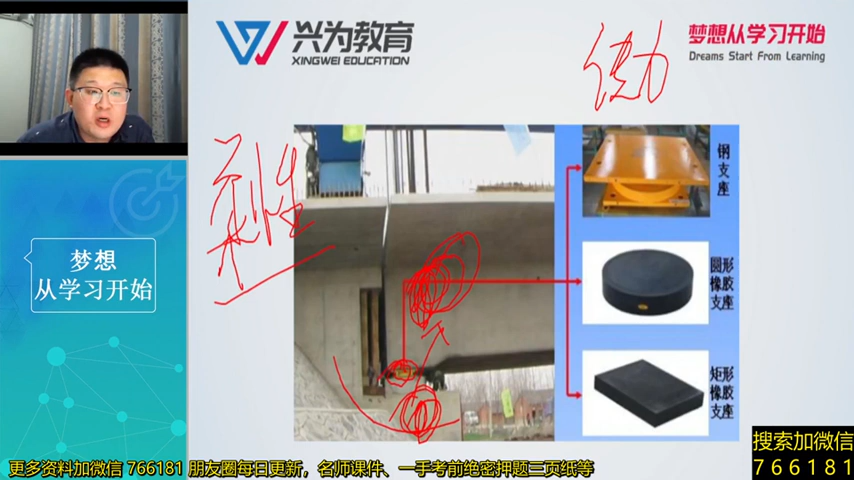 兴为教育
XINGWEI EDUCATION
梦想从学习开始
Dreams Start From Learning
传力
柔性
钢支座
圆形橡胶支座
矩形橡胶支座
梦想
从学习开始
搜索加微信
766181
更多资料加微信 766181 朋友圈每日更新，名师课件、一手考前绝密押题三页纸等